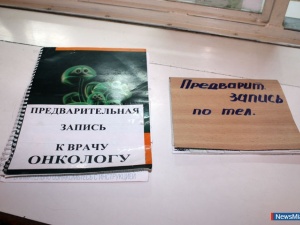 ПРЕДВАРИТЕЛЬНАЯ
ЗАПИСЬ
К ВРАЧУ
ОНКОЛОГУ
Предварит.
запись
по тел.
NewsMi